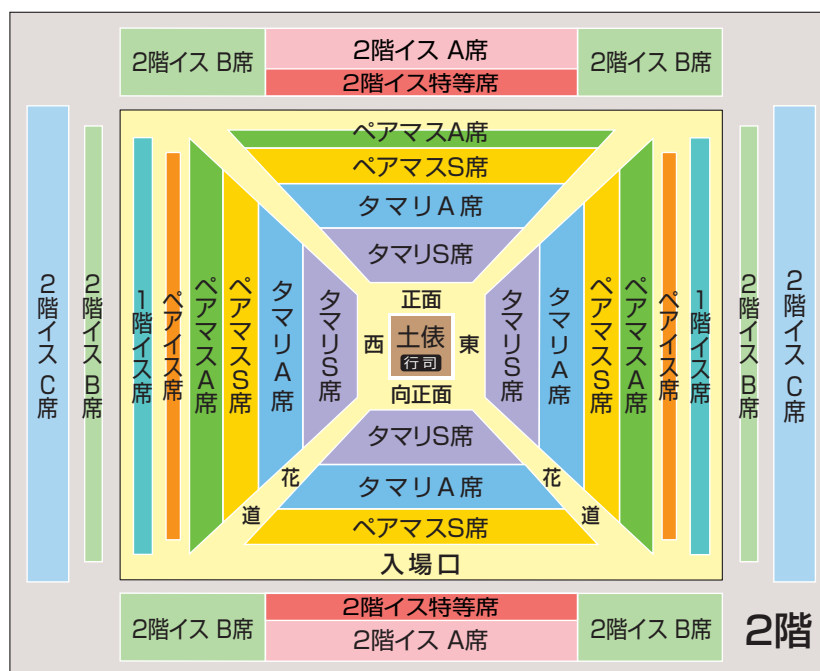 2階イス B席
2階イス A席
2階イス B席
2階イス特等席
ペアマスA席
ペアマスS席
タマリA席
タマリS席
2階イス C席
2階イス B席
1階イス席
ペアイス席
ペアマスA席
ペアマスS席
タマリA席
タマリS席
正面
西
土俵
東
行司
向正面
タマリS席
タマリA席
ペアマスS席
ペアマスA席
ペアイス席
1階イス席
2階イス B席
2階イス C席
タマリS席
花道
花道
タマリA席
ペアマスS席
入場口
2階イス B席
2階イス特等席
2階イス A席
2階イス B席
2階